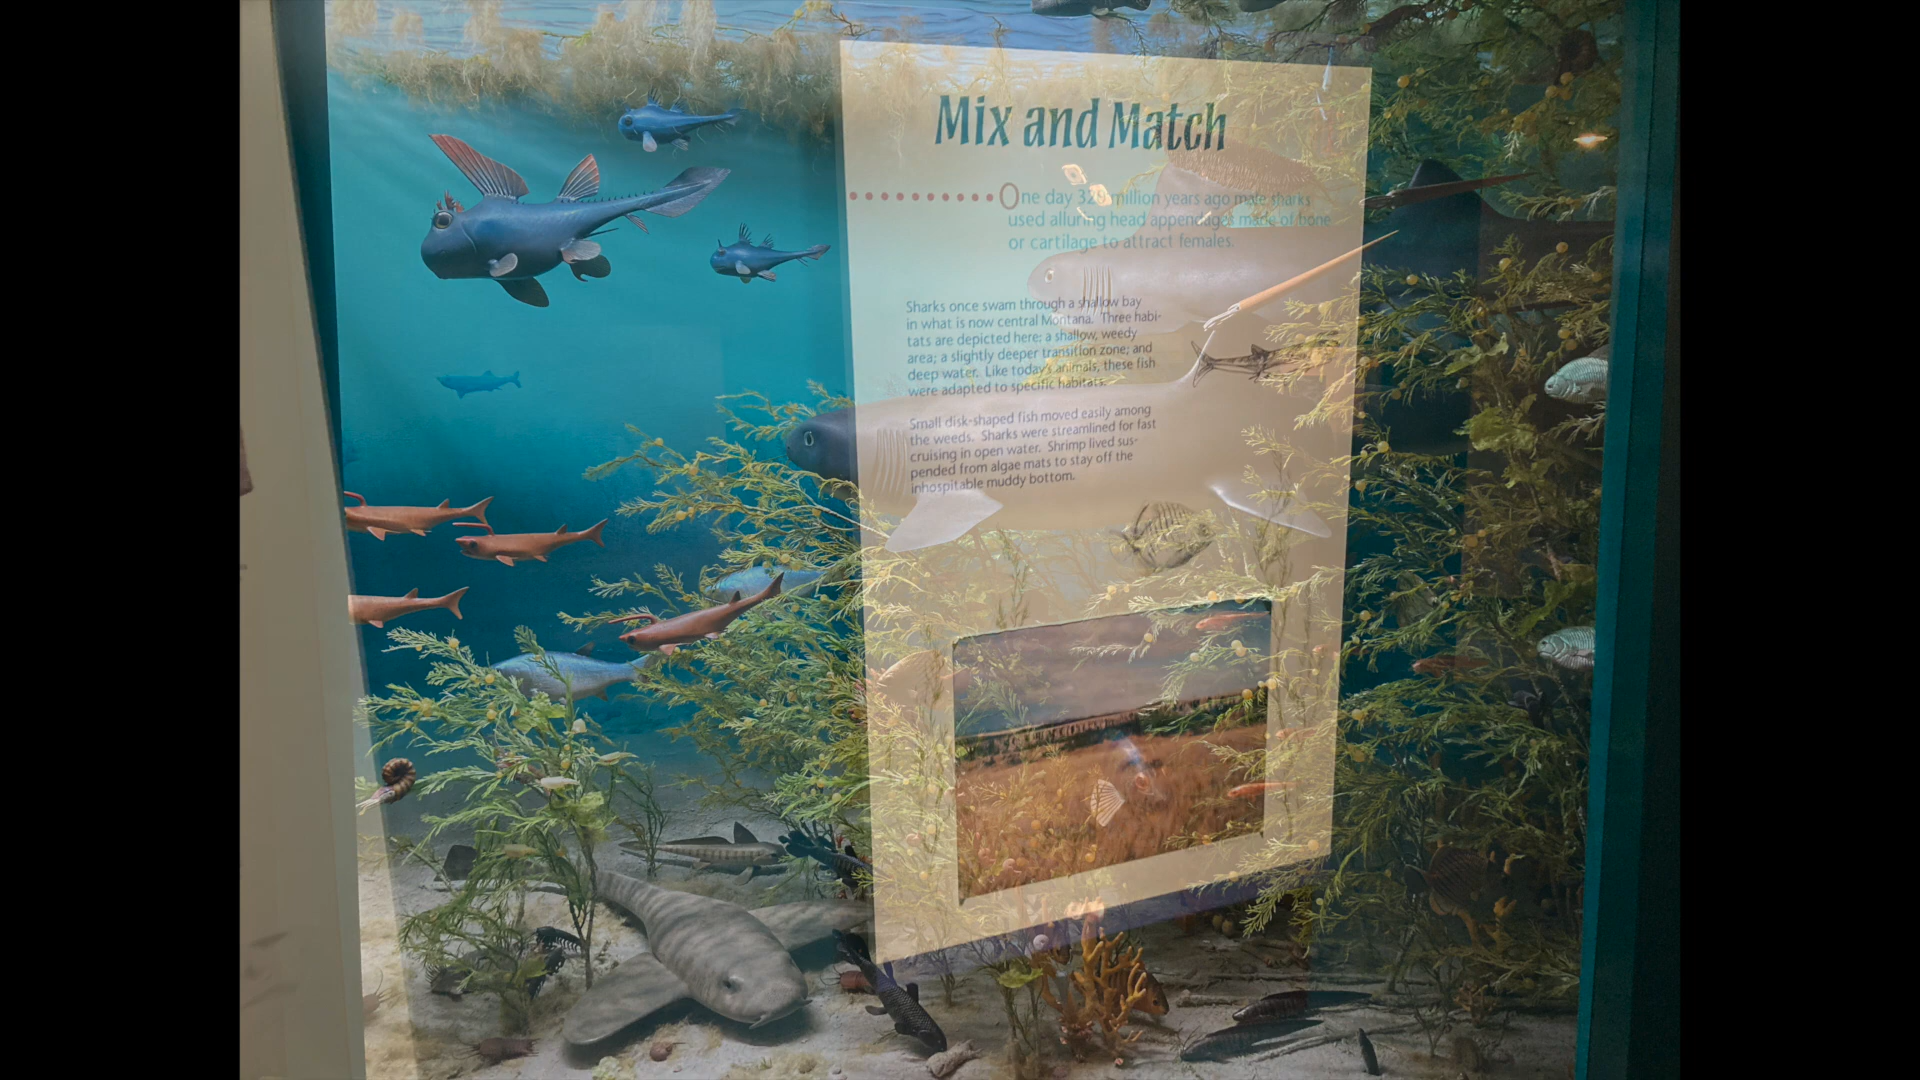 Mix and Match
One day 320 million years ago male sharks
used alluring head appendages made of bone
or cartilage to attract females.
Sharks once swam through a shallow bay
in what is now central Montana. Three habi-
tats are depicted here: a shallow, weedy
area; a slightly deeper transition zone; and
deep water. Like today's animals, these fish
were adapted to specific habitats.
Small disk-shaped fish moved easily among
the weeds. Sharks were streamlined for fast
cruising in open water. Shrimp lived sus-
pended from algae mats to stay off the
inhospitable muddy bottom.